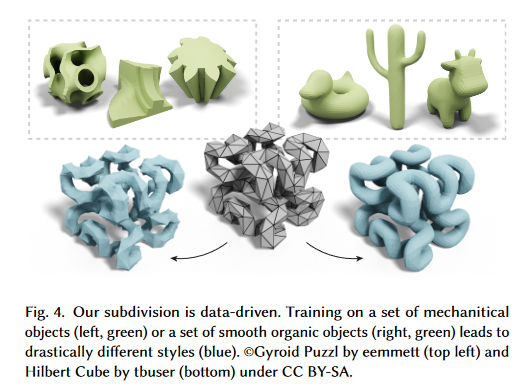 Fig. 4. Our subdivision is data-driven. Training on a set of mechanitical
objects (left, green) or a set of smooth organic objects (right, green) leads to
drastically different styles (blue). ©Gyroid Puzzl by eemmett (top left) and
Hilbert Cube by tbuser (bottom) under CC BY-SA.